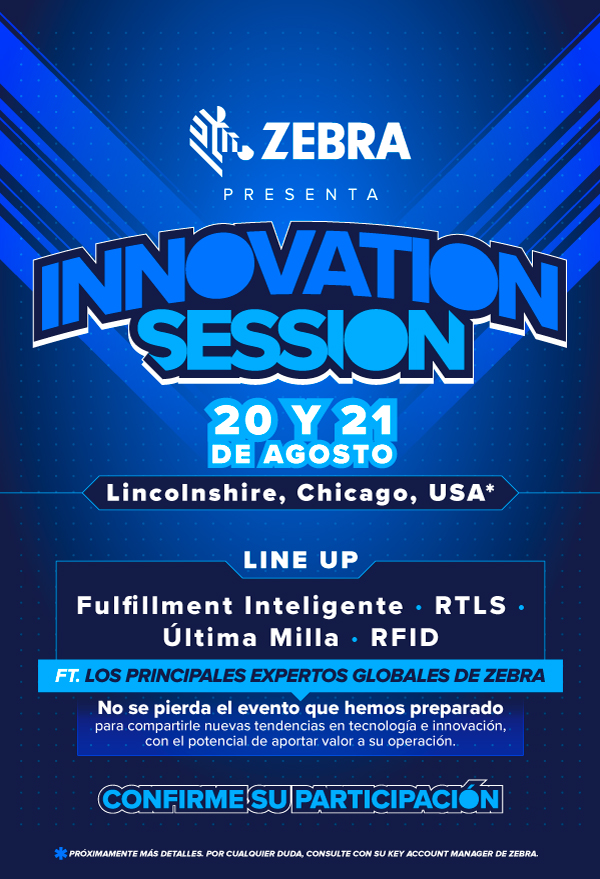 ZEBRA
PRESENTA
INNOVATION
SESSION
20 Y 21
DE AGOSTO
Lincolnshire, Chicago, USA*
LINE UP
Fulfillment Inteligente • RTLS •
Última Milla • RFID
FT. LOS PRINCIPALES EXPERTOS GLOBALES DE ZEBRA
No se pierda el evento que hemos preparado
para compartirle nuevas tendencias en tecnología e innovación,
con el potencial de aportar valor a su operación.
CONFIRME SU PARTICIPACIÓN
* PRÓXIMAMENTE MÁS DETALLES. POR CUALQUIER DUDA, CONSULTE CON SU KEY ACCOUNT MANAGER DE ZEBRA.